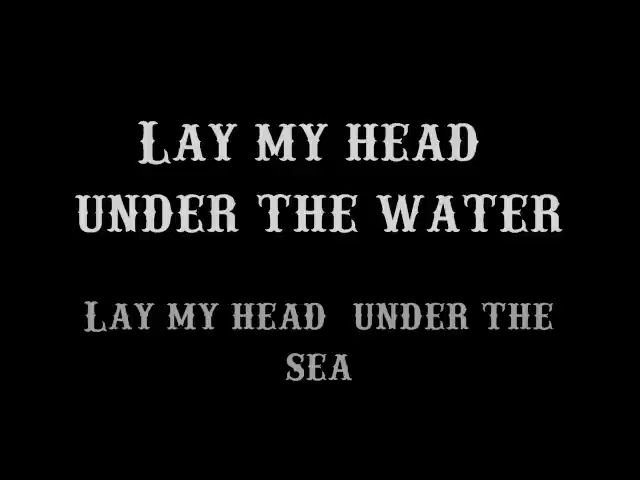 Lay my head
under the water
Lay my head under the
sea